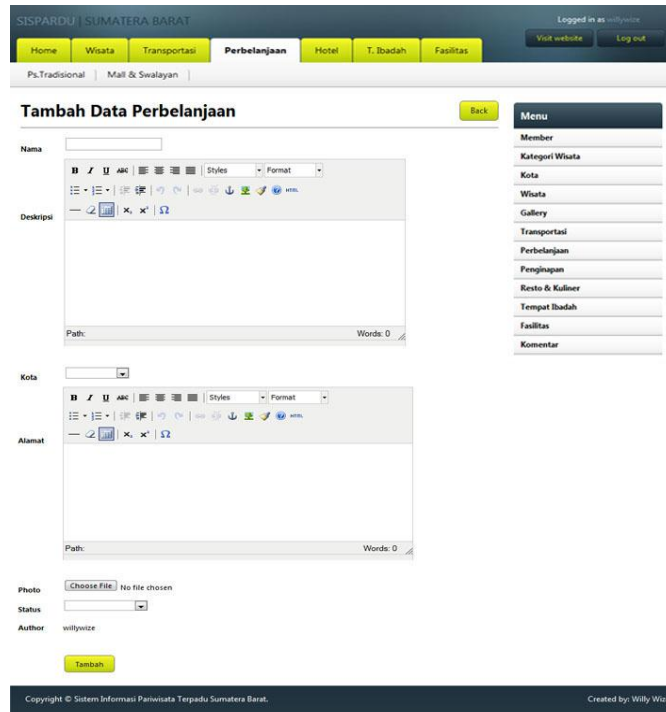 SISPARDU | SUMATERA BARAT
Logged in as willywize
Visit website Log out
Home Wisata Transportasi Perbelanjaan Hotel T. Ibadah Fasilitas
Ps.Tradisional | Mall & Swalayan |
Tambah Data Perbelanjaan
Back
Nama
B I U ABC Styles Format
HTML
Deskripsi
Path: Words: 0
Kota
B I U ABC Styles Format
HTML
Alamat
Path: Words: 0
Photo Choose File No file chosen
Status
Author willywize
Tambah
Menu
Member
Kategori Wisata
Kota
Wisata
Gallery
Transportasi
Perbelanjaan
Penginapan
Resto & Kuliner
Tempat Ibadah
Fasilitas
Komentar
Copyright © Sistem Informasi Pariwisata Terpadu Sumatera Barat.
Created by: Willy Wiz